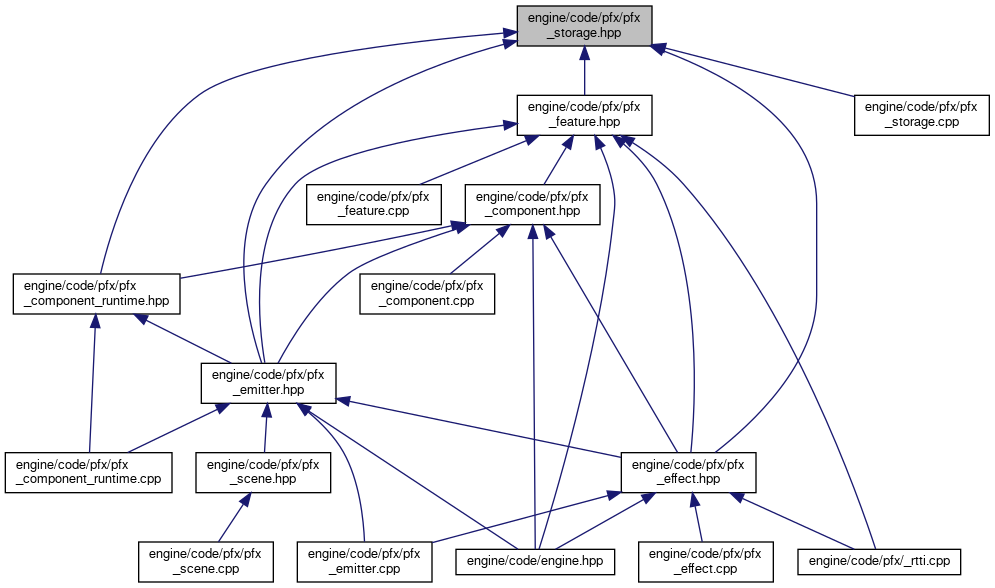 engine/code/pfx/pfx
_storage.hpp
engine/code/pfx/pfx
_feature.hpp
engine/code/pfx/pfx
_storage.cpp
engine/code/pfx/pfx
_feature.cpp
engine/code/pfx/pfx
_component.hpp
engine/code/pfx/pfx
_component_runtime.hpp
engine/code/pfx/pfx
_component.cpp
engine/code/pfx/pfx
_emitter.hpp
engine/code/pfx/pfx
_component_runtime.cpp
engine/code/pfx/pfx
_scene.hpp
engine/code/pfx/pfx
_effect.hpp
engine/code/pfx/pfx
_scene.cpp
engine/code/pfx/pfx
_emitter.cpp
engine/code/engine.hpp
engine/code/pfx/pfx
_effect.cpp
engine/code/pfx/_rtti.cpp